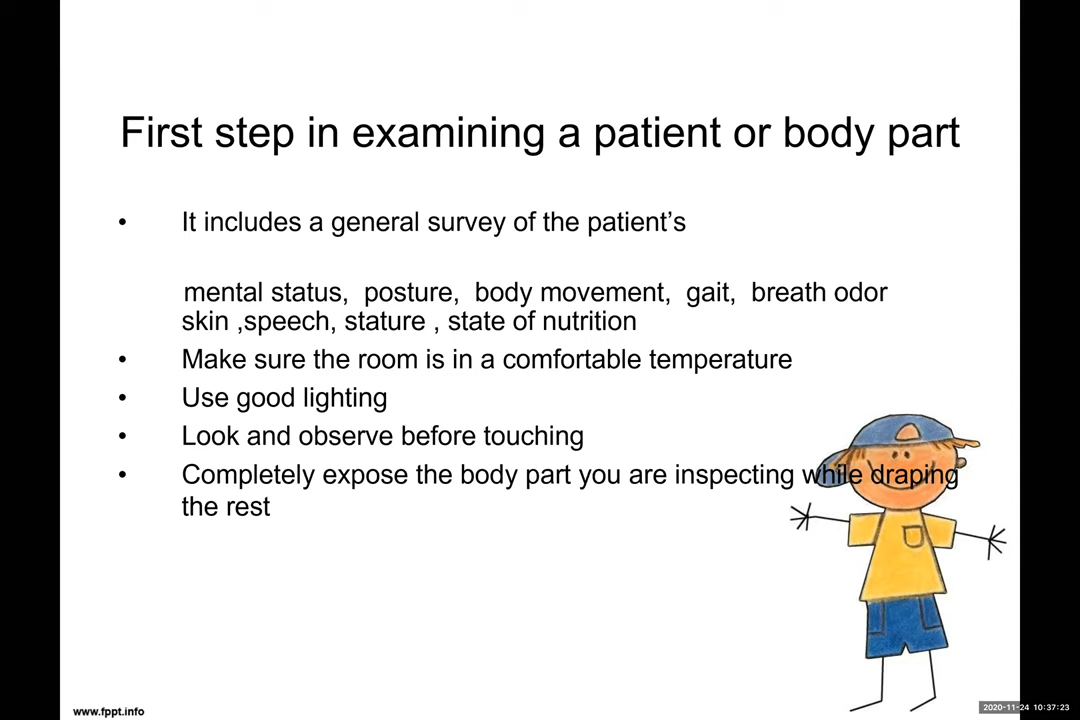 First step in examining a patient or body part
• It includes a general survey of the patient’s
mental status, posture, body movement, gait, breath odor
skin ,speech, stature , state of nutrition
• Make sure the room is in a comfortable temperature
• Use good lighting
• Look and observe before touching
• Completely expose the body part you are inspecting while draping
the rest
www.fppt.info
2020-11-24 10:37:23